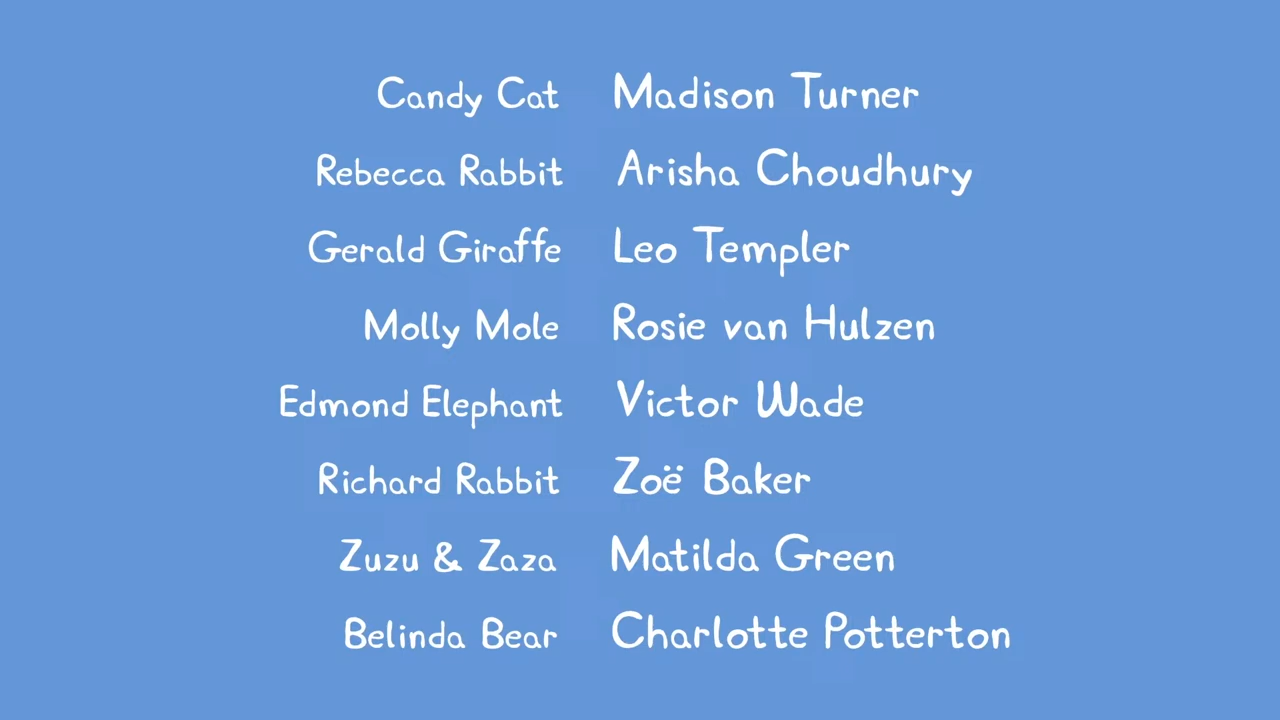 Candy Cat Madison Turner
Rebecca Rabbit Arisha Choudhury
Gerald Giraffe Leo Templer
Molly Mole Rosie van Hulzen
Edmond Elephant Victor Wade
Richard Rabbit Zoë Baker
Zuzu & Zaza Matilda Green
Belinda Bear Charlotte Potterton